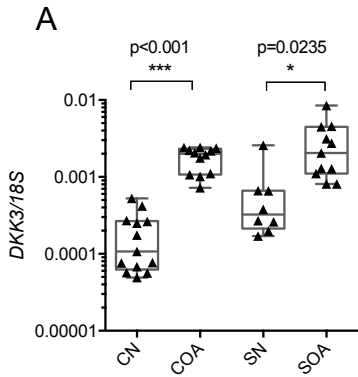 A
p<0.001 p=0.0235
*** *
0.01
0.001
0.0001
0.00001
DKK3/18S
CN COA SN SOA